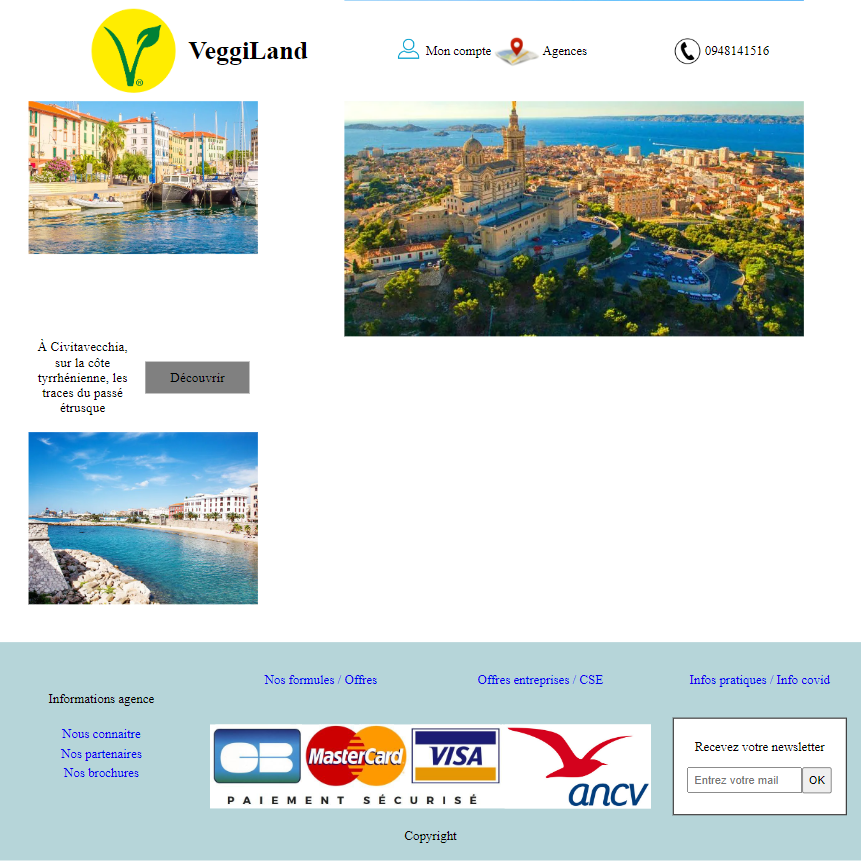 VeggiLand
Mon compte
Agences
0948141516
®
À Civitavecchia,
sur la côte
tyrrhénienne, les
traces du passé
étrusque
Découvrir
Nos formules / Offres
Offres entreprises / CSE
Infos pratiques / Info covid
Informations agence
Nous connaitre
Nos partenaires
Nos brochures
CB
MasterCard
VISA
ancv
PAIEMENT SÉCURISÉ
Recevez votre newsletter
Entrez votre mail
OK
Copyright